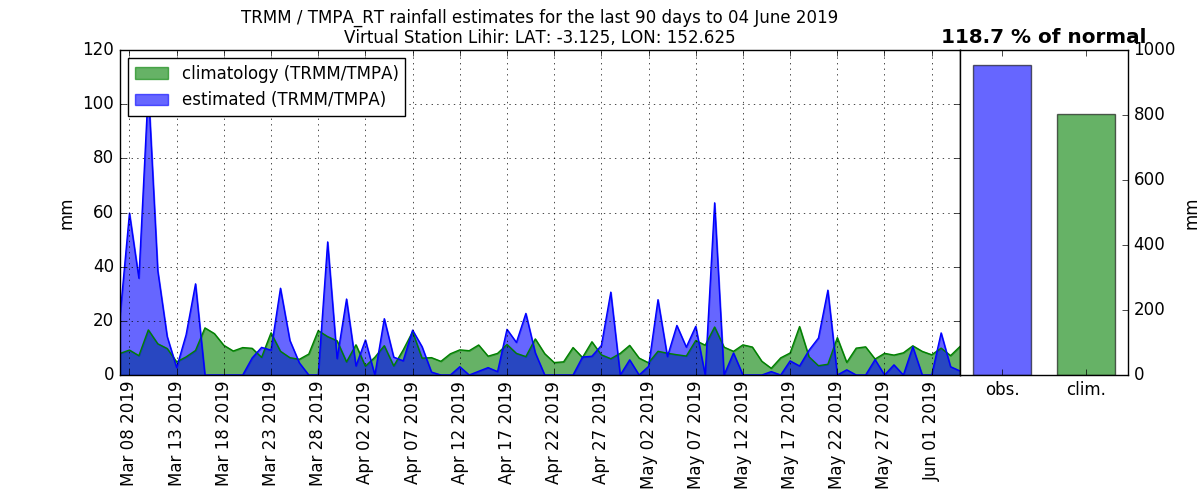 TRMM / TMPA_RT rainfall estimates for the last 90 days to 04 June 2019
Virtual Station Lihir: LAT: -3.125, LON: 152.625
118.7 % of normal
climatology (TRMM/TMPA)
estimated (TRMM/TMPA)
120
100
80
60
40
20
0
mm
Mar 08 2019
Mar 13 2019
Mar 18 2019
Mar 23 2019
Mar 28 2019
Apr 02 2019
Apr 07 2019
Apr 12 2019
Apr 17 2019
Apr 22 2019
Apr 27 2019
May 02 2019
May 07 2019
May 12 2019
May 17 2019
May 22 2019
May 27 2019
Jun 01 2019
obs.
clim.
1000
800
600
400
200
0
mm